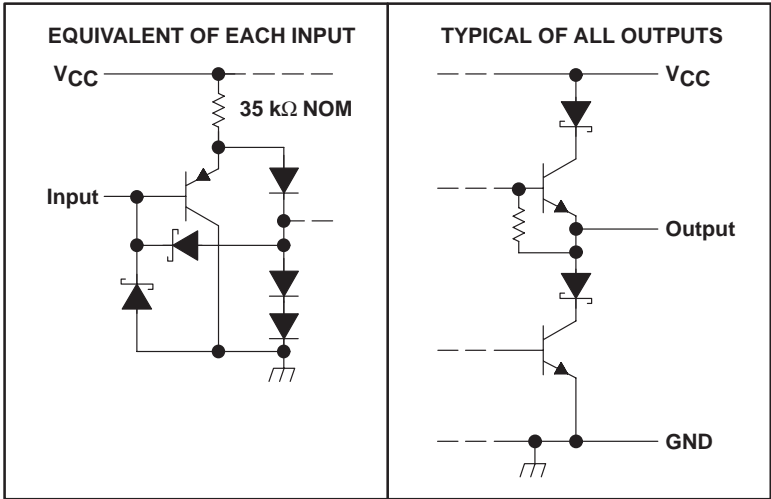 EQUIVALENT OF EACH INPUT
VCC
35 kΩ NOM
Input
TYPICAL OF ALL OUTPUTS
VCC
Output
GND